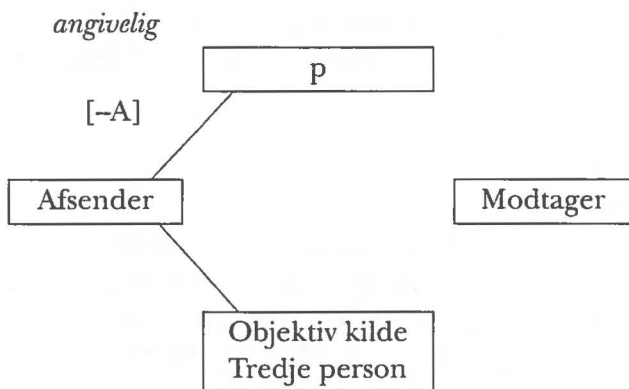 angivelig
p
[–A]
Afsender
Modtager
Objektiv kilde
Tredje person